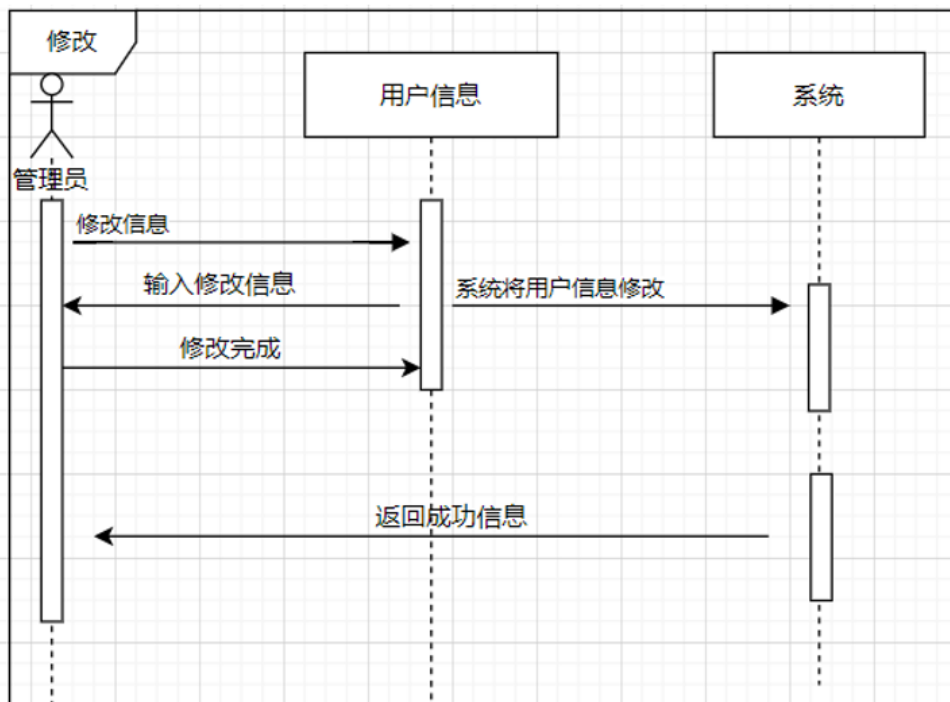 修改
用户信息
系统
管理员
修改信息
输入修改信息
系统将用户信息修改
修改完成
返回成功信息